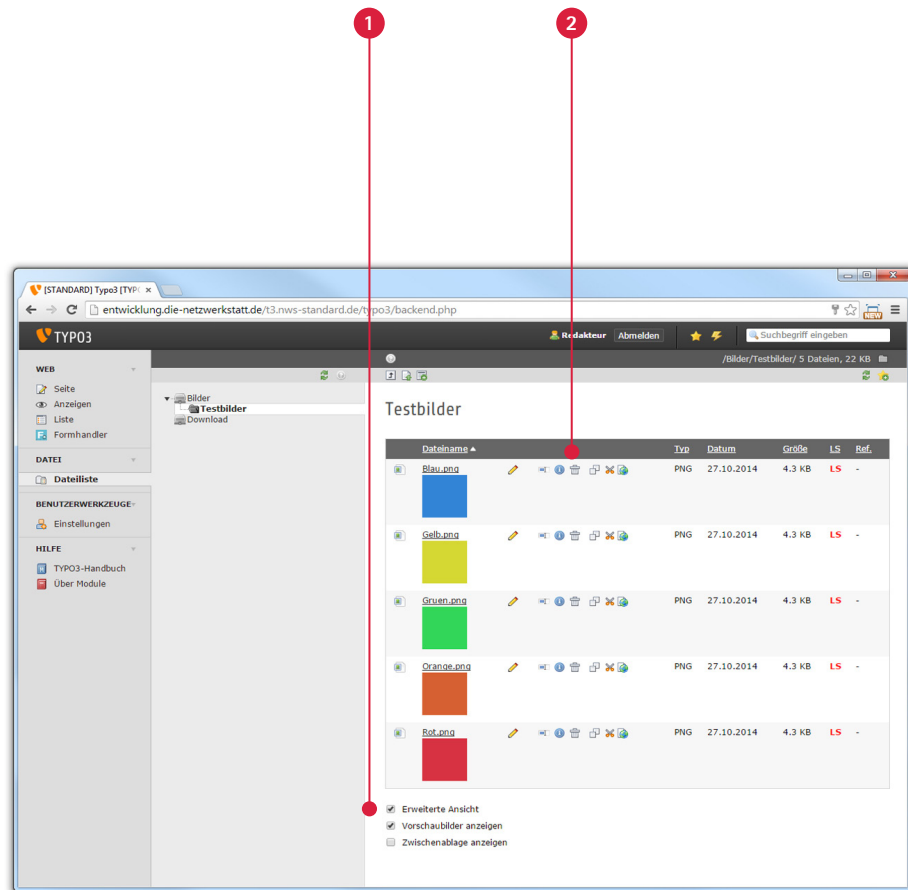 1 2
[STANDARD] Typo3 [TYPO
entwicklung.die-netzwerkstatt.de/t3.nws-standard.de/typo3/backend.php
NEW
TYPO3
Redakteur Abmelden Suchbegriff eingeben
/Bilder/Testbilder/ 5 Dateien, 22 KB
WEB
Seite
Anzeigen
Liste
Formhandler
DATEI
Dateiliste
BENUTZERWERKZEUGE
Einstellungen
HILFE
TYPO3-Handbuch
Über Module
Bilder
Testbilder
Download
Testbilder
Dateiname Typ Datum Größe LS Ref.
Blau.png PNG 27.10.2014 4.3 KB LS -
Gelb.png PNG 27.10.2014 4.3 KB LS -
Gruen.png PNG 27.10.2014 4.3 KB LS -
Orange.png PNG 27.10.2014 4.3 KB LS -
Rot.png PNG 27.10.2014 4.3 KB LS -
Erweiterte Ansicht
Vorschaubilder anzeigen
Zwischenablage anzeigen